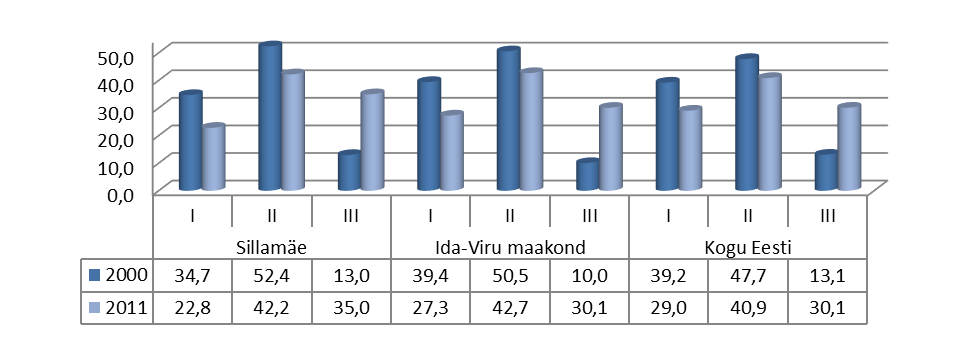 50,0
40,0
30,0
20,0
10,0
0,0
I II III I II III I II III
Sillamäe Ida-Viru maakond Kogu Eesti
2000 34,7 52,4 13,0 39,4 50,5 10,0 39,2 47,7 13,1
2011 22,8 42,2 35,0 27,3 42,7 30,1 29,0 40,9 30,1